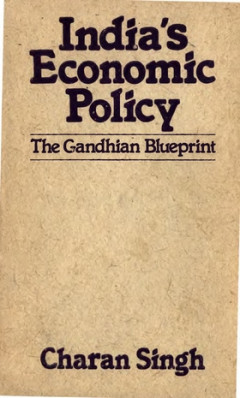 India's
Economic
Policy
The Gandhian Blueprint
Charan Singh